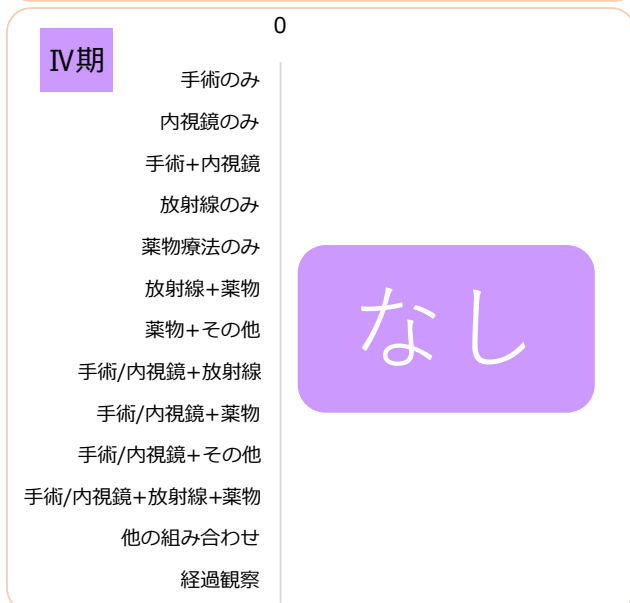 0
Ⅳ期
手術のみ
内視鏡のみ
手術+内視鏡
放射線のみ
薬物療法のみ
放射線+薬物
薬物+その他
手術/内視鏡+放射線
手術/内視鏡+薬物
手術/内視鏡+その他
手術/内視鏡+放射線+薬物
他の組み合わせ
経過観察
なし